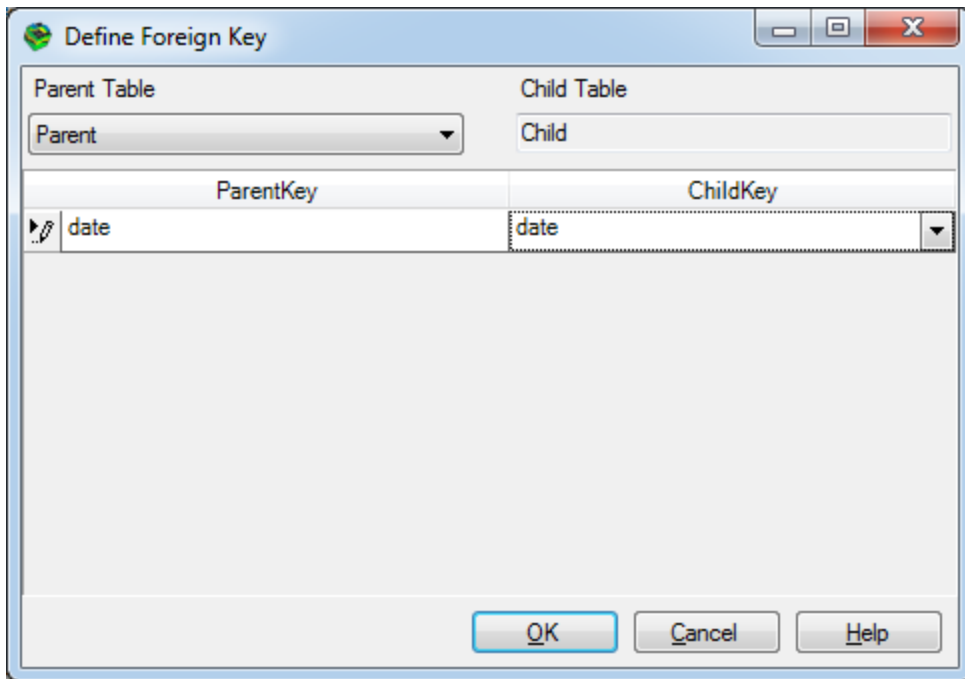 Define Foreign Key
Parent Table Child Table
Parent Child
ParentKey ChildKey
date date
OK Cancel Help